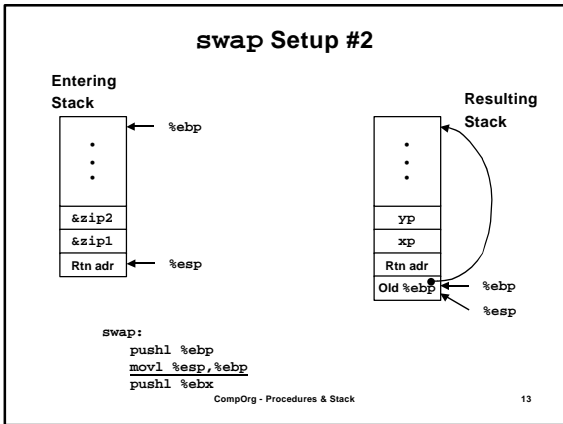 swap Setup #2
Entering
Stack
%ebp
&zip2
&zip1
Rtn adr
%esp
Resulting
Stack
yp
xp
Rtn adr
Old %ebp
%ebp
%esp
swap:
pushl %ebp
movl %esp,%ebp
pushl %ebx
CompOrg - Procedures & Stack
13